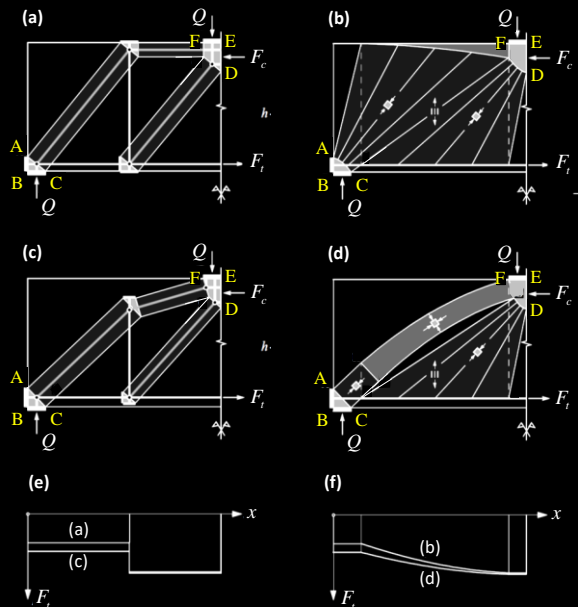 (a)
Q
F E
F_c
D
h
A
F_t
B C
Q
(b)
Q
F E
F_c
D
A
F_t
B C
Q
(c)
Q
F E
F_c
D
h
A
F_t
B C
Q
(d)
Q
F E
F_c
D
A
F_t
B C
Q
(e)
x
(a)
(c)
F_t
(f)
x
(b)
(d)
F_t